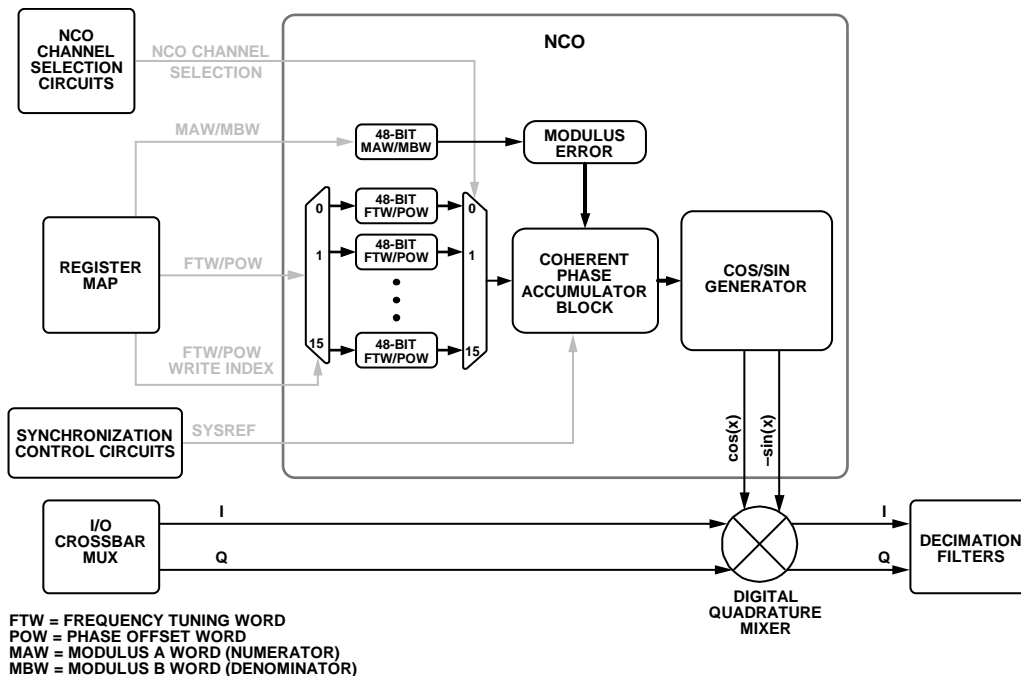 NCO
CHANNEL
SELECTION
CIRCUITS
NCO CHANNEL
SELECTION
NCO
MAW/MBW
48-BIT
MAW/MBW
MODULUS
ERROR
REGISTER
MAP
FTW/POW
FTW/POW
WRITE INDEX
0
1
15
48-BIT
FTW/POW
48-BIT
FTW/POW
48-BIT
FTW/POW
0
1
15
COHERENT
PHASE
ACCUMULATOR
BLOCK
COS/SIN
GENERATOR
SYNCHRONIZATION
CONTROL CIRCUITS
SYSREF
cos(x)
–sin(x)
I/O
CROSSBAR
MUX
I
Q
DIGITAL
QUADRATURE
MIXER
I
Q
DECIMATION
FILTERS
FTW = FREQUENCY TUNING WORD
POW = PHASE OFFSET WORD
MAW = MODULUS A WORD (NUMERATOR)
MBW = MODULUS B WORD (DENOMINATOR)